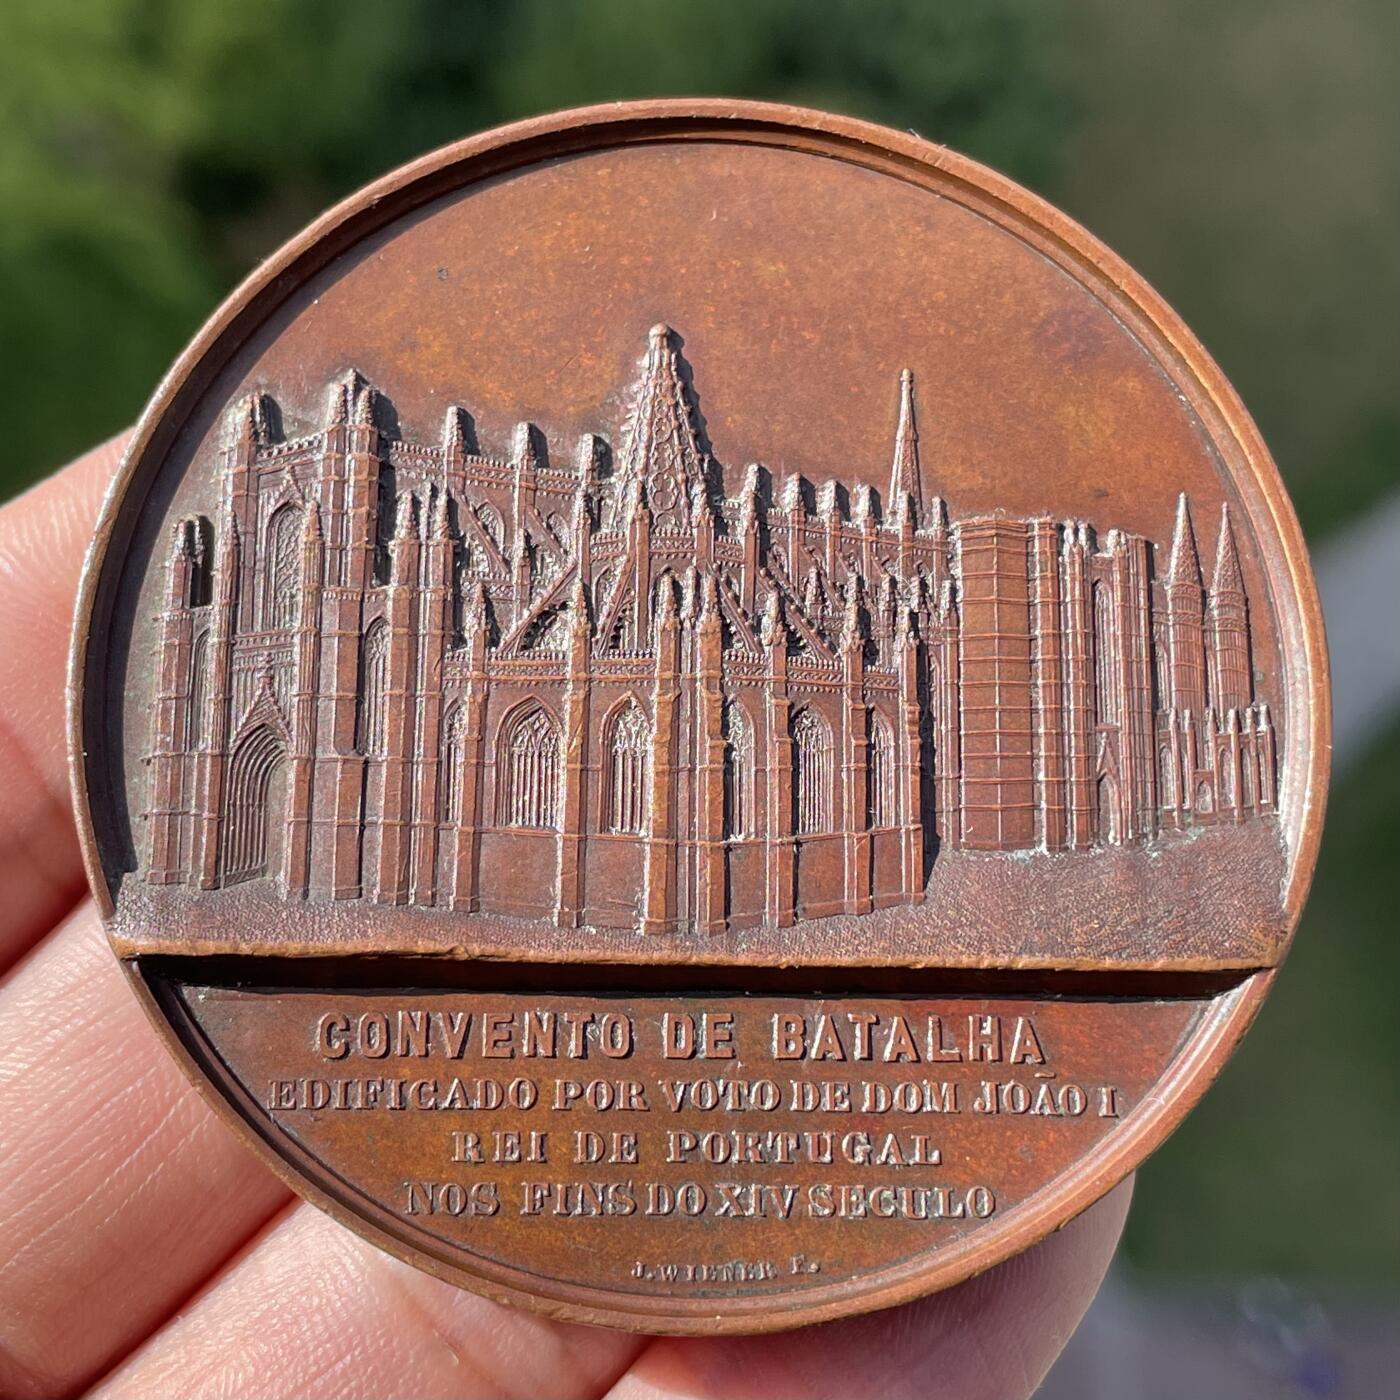 CONVENTO DE BATALHA
EDIFICADO POR VOTO DE DOM JOÃO I
REI DE PORTUGAL
NOS FINS DO XIV SECULO
J. WIENER F.